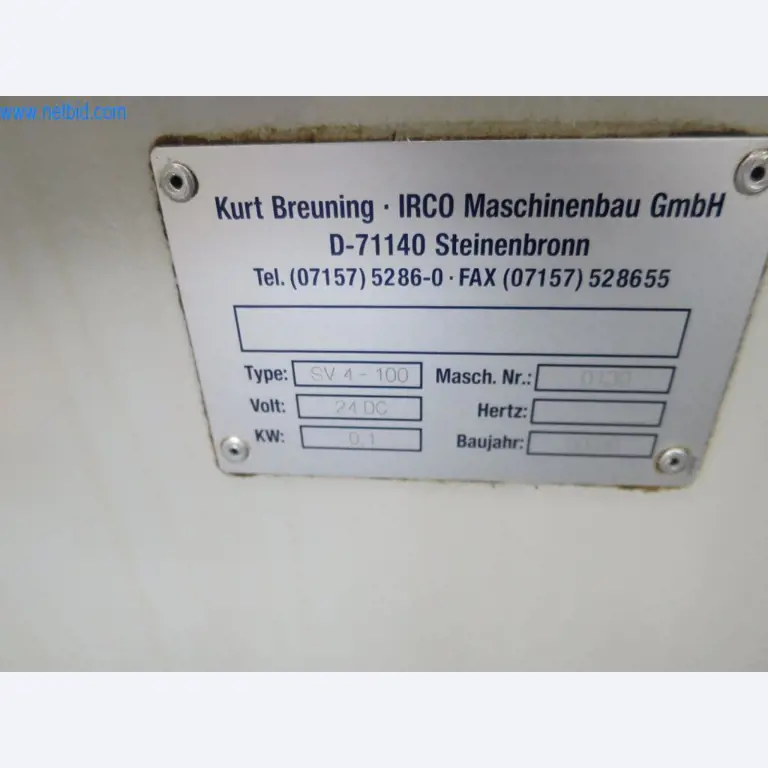 www.netbid.com
Kurt Breuning · IRCO Maschinenbau GmbH
D-71140 Steinenbronn
Tel. (07157) 5286-0 · FAX (07157) 528655
Type: SV 4 - 100 Masch. Nr.:
Volt: 24 DC Hertz:
KW: 0,1 Baujahr: